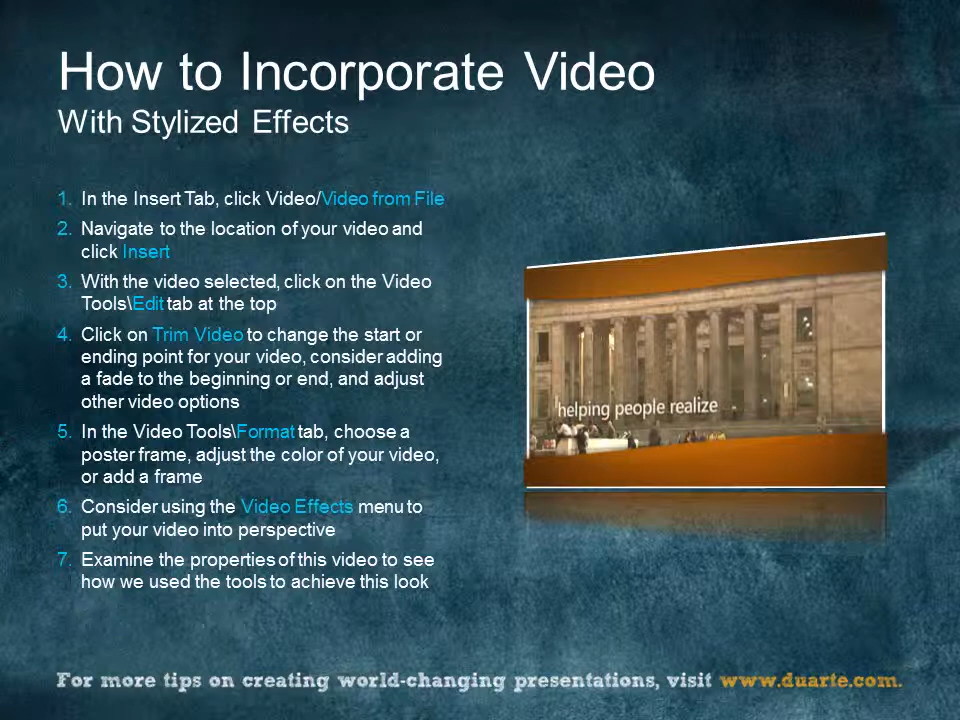 How to Incorporate Video
With Stylized Effects
1. In the Insert Tab, click Video/Video from File
2. Navigate to the location of your video and
click Insert
3. With the video selected, click on the Video
Tools\Edit tab at the top
4. Click on Trim Video to change the start or
ending point for your video, consider adding
a fade to the beginning or end, and adjust
other video options
5. In the Video Tools\Format tab, choose a
poster frame, adjust the color of your video,
or add a frame
6. Consider using the Video Effects menu to
put your video into perspective
7. Examine the properties of this video to see
how we used the tools to achieve this look
helping people realize
For more tips on creating world-changing presentations, visit www.duarte.com.